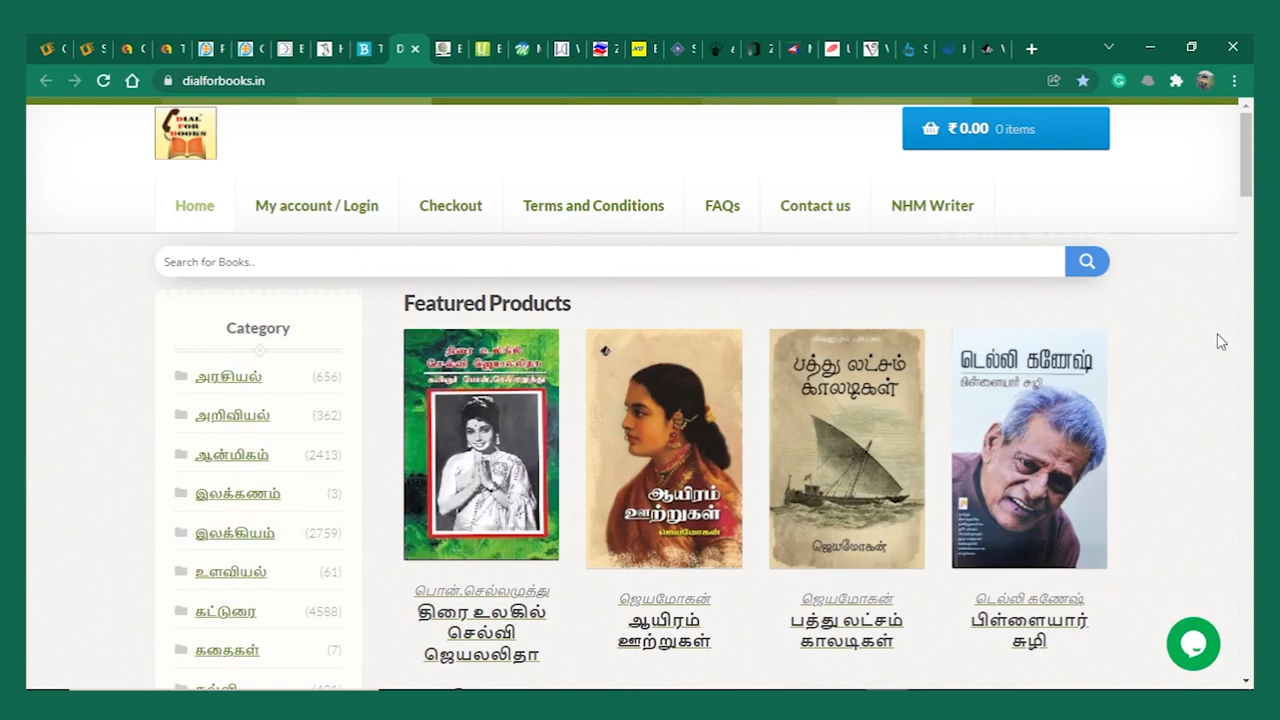 dialforbooks.in
DIAL
FOR
BOOKS
₹ 0.00 0 items
Home
My account / Login
Checkout
Terms and Conditions
FAQs
Contact us
NHM Writer
Search for Books..
Category
அரசியல் (656)
அறிவியல் (362)
ஆன்மிகம் (2413)
இலக்கணம் (3)
இலக்கியம் (2759)
உளவியல் (61)
கட்டுரை (4588)
கதைகள் (7)
Featured Products
திரை உலகில்
செல்வி ஜெயலலிதா
கவிஞர் பொன்.செல்லமுத்து
ஆயிரம்
ஊற்றுகள்
ஜெயமோகன்
பத்து லட்சம்
காலடிகள்
ஜெயமோகன்
டெல்லி கணேஷ்
பிள்ளையார் சுழி
பொன்.செல்லமுத்து
திரை உலகில்
செல்வி
ஜெயலலிதா
ஜெயமோகன்
ஆயிரம்
ஊற்றுகள்
ஜெயமோகன்
பத்து லட்சம்
காலடிகள்
டெல்லி கணேஷ்
பிள்ளையார்
சுழி